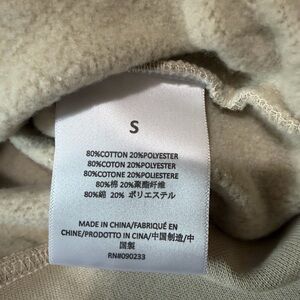 S
80%COTTON 20%POLYESTER
80%COTTON 20%POLYESTER
80%COTONE 20%POLIESTERE
80%棉 20%聚酯纤维
80%綿 20% ポリエステル
MADE IN CHINA/FABRIQUÉ EN
CHINE/PRODOTTO IN CINA/中国制造/中
国製
RN#090233